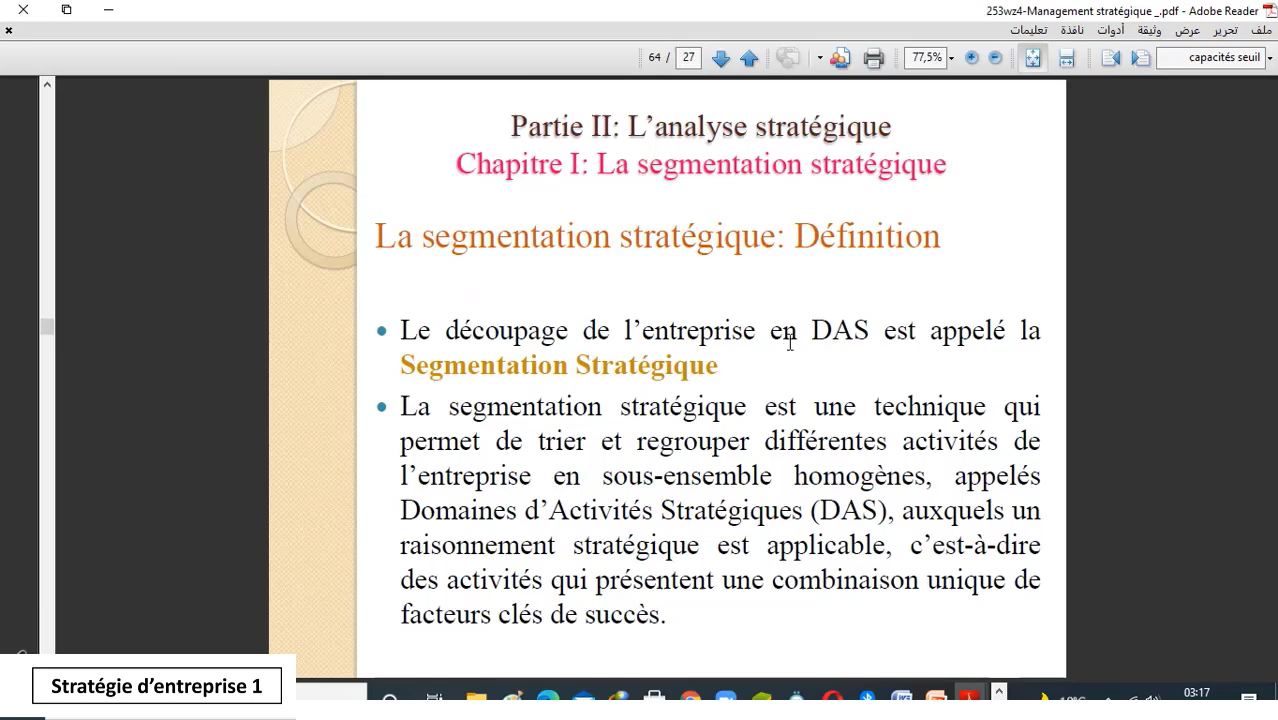 253wz4-Management stratégique _.pdf - Adobe Reader
ملف تحرير عرض وثيقة أدوات نافذة تعليمات
64 / 27 77,5% capacités seuil
Partie II: L’analyse stratégique
Chapitre I: La segmentation stratégique
La segmentation stratégique: Définition
• Le découpage de l’entreprise en DAS est appelé la
Segmentation Stratégique
• La segmentation stratégique est une technique qui
permet de trier et regrouper différentes activités de
l’entreprise en sous-ensemble homogènes, appelés
Domaines d’Activités Stratégiques (DAS), auxquels un
raisonnement stratégique est applicable, c’est-à-dire
des activités qui présentent une combinaison unique de
facteurs clés de succès.
Stratégie d’entreprise 1
03:17